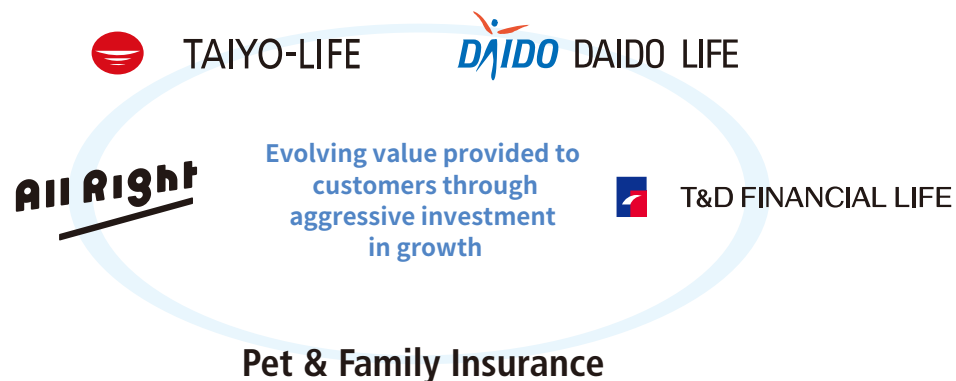 TAIYO-LIFE
DAIDO DAIDO LIFE
All Right
Evolving value provided to
customers through
aggressive investment
in growth
T&D FINANCIAL LIFE
Pet & Family Insurance